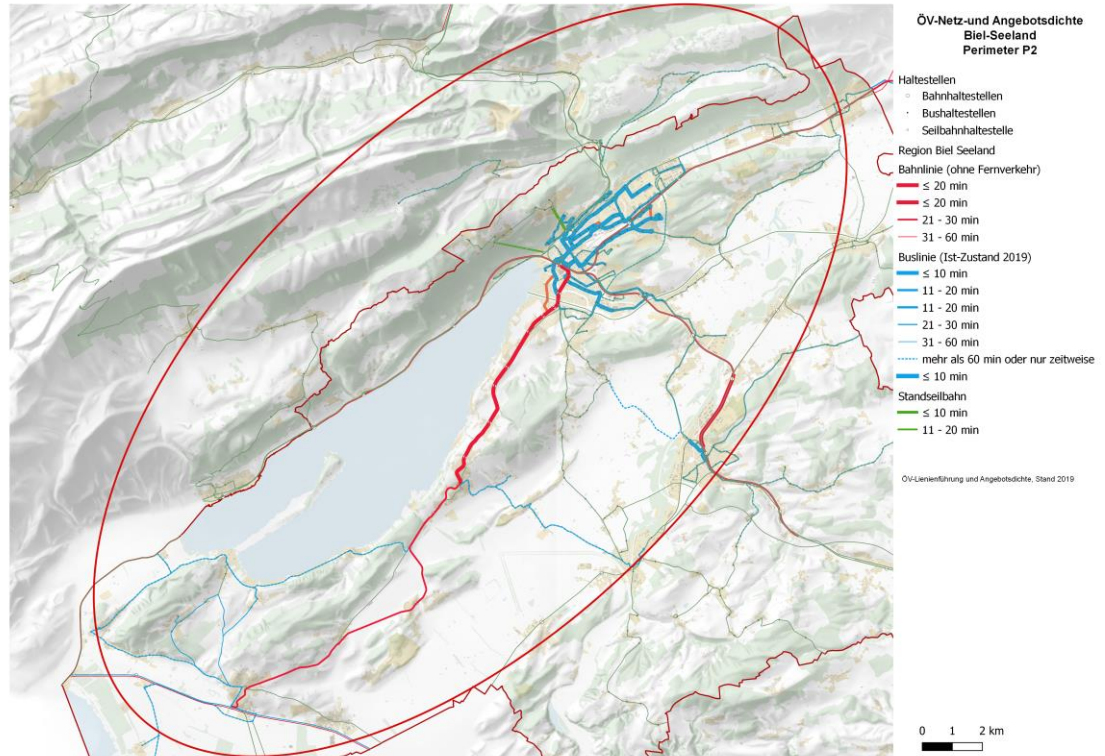 ÖV-Netz-und Angebotsdichte
Biel-Seeland
Perimeter P2
Haltestellen
Bahnhaltestellen
Bushaltestellen
Seilbahnhaltestelle
Region Biel Seeland
Bahnlinie (ohne Fernverkehr)
≤ 20 min
≤ 20 min
21 - 30 min
31 - 60 min
Buslinie (Ist-Zustand 2019)
≤ 10 min
11 - 20 min
11 - 20 min
21 - 30 min
31 - 60 min
mehr als 60 min oder nur zeitweise
≤ 10 min
Standseilbahn
≤ 10 min
11 - 20 min
ÖV-Lienienführung und Angebotsdichte, Stand 2019
0 1 2 km